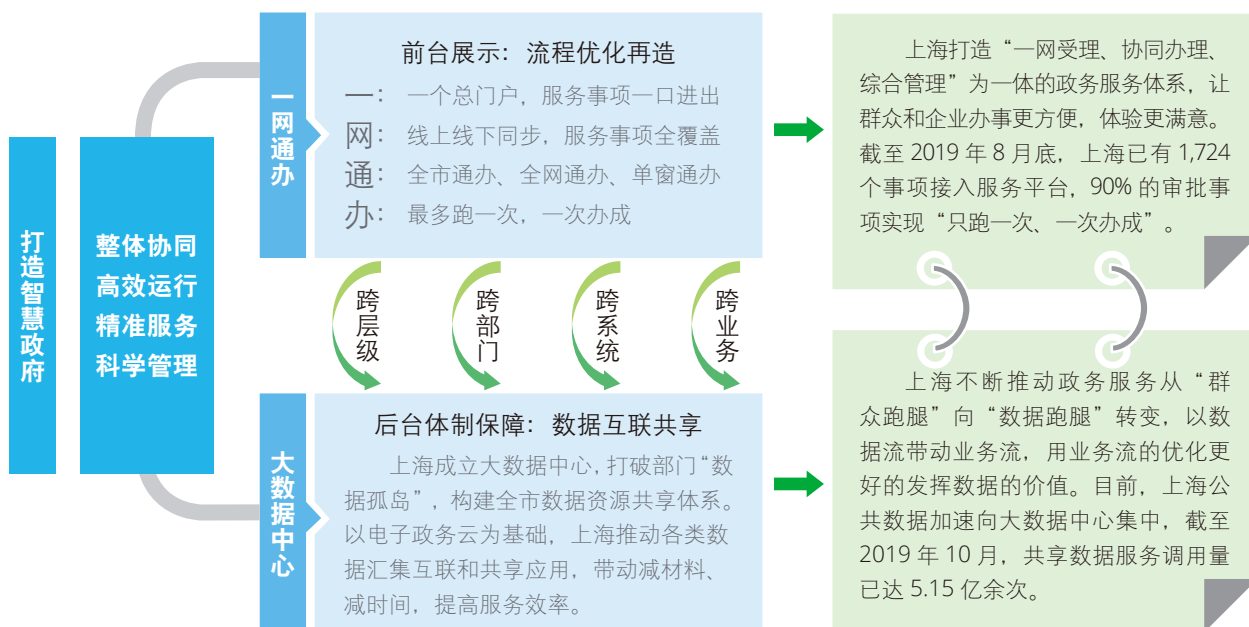 打造智慧政府
整体协同
高效运行
精准服务
科学管理
一网通办
前台展示：流程优化再造
一：一个总门户，服务事项一口进出
网：线上线下同步，服务事项全覆盖
通：全市通办、全网通办、单窗通办
办：最多跑一次，一次办成
上海打造“一网受理、协同办理、
综合管理”为一体的政务服务体系，让
群众和企业办事更方便，体验更满意。
截至 2019 年 8 月底，上海已有 1,724
个事项接入服务平台，90% 的审批事
项实现“只跑一次、一次办成”。
跨层级
跨部门
跨系统
跨业务
大数据中心
后台体制保障：数据互联共享
上海成立大数据中心，打破部门“数
据孤岛”，构建全市数据资源共享体系。
以电子政务云为基础，上海推动各类数
据汇集互联和共享应用，带动减材料、
减时间，提高服务效率。
上海不断推动政务服务从“群
众跑腿”向“数据跑腿”转变，以数
据流带动业务流，用业务流的优化更
好的发挥数据的价值。目前，上海公
共数据加速向大数据中心集中，截至
2019 年 10 月，共享数据服务调用量
已达 5.15 亿余次。